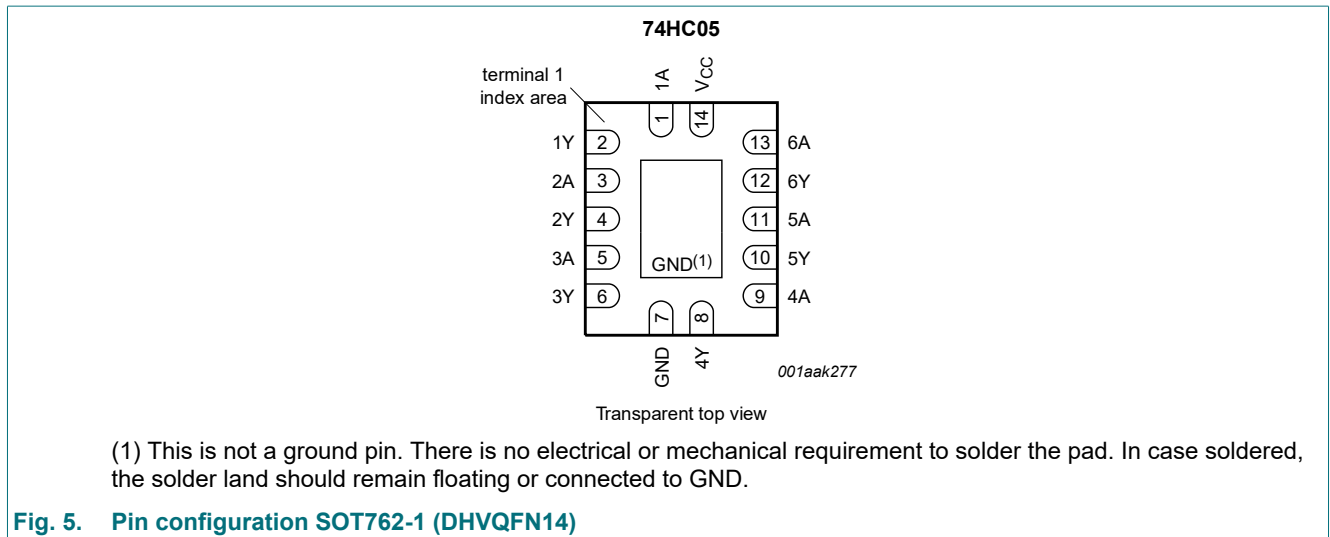 74HC05
terminal 1
index area
1A
VCC
1
14
1Y 2
13 6A
2A 3
12 6Y
2Y 4
11 5A
3A 5
GND(1)
10 5Y
3Y 6
9 4A
7
8
GND
4Y
001aak277
Transparent top view
(1) This is not a ground pin. There is no electrical or mechanical requirement to solder the pad. In case soldered,
the solder land should remain floating or connected to GND.
Fig. 5. Pin configuration SOT762-1 (DHVQFN14)